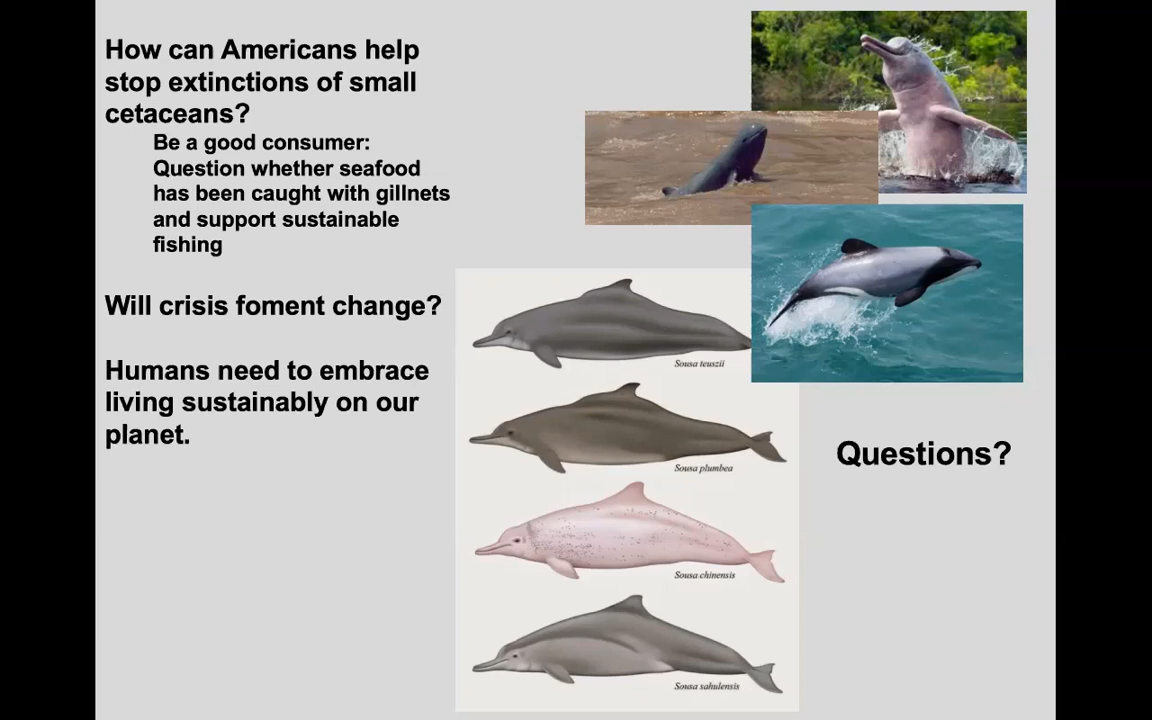 How can Americans help
stop extinctions of small
cetaceans?
Be a good consumer:
Question whether seafood
has been caught with gillnets
and support sustainable
fishing
Will crisis foment change?
Humans need to embrace
living sustainably on our
planet.
Sousa teuszii
Sousa plumbea
Sousa chinensis
Sousa sahulensis
Questions?